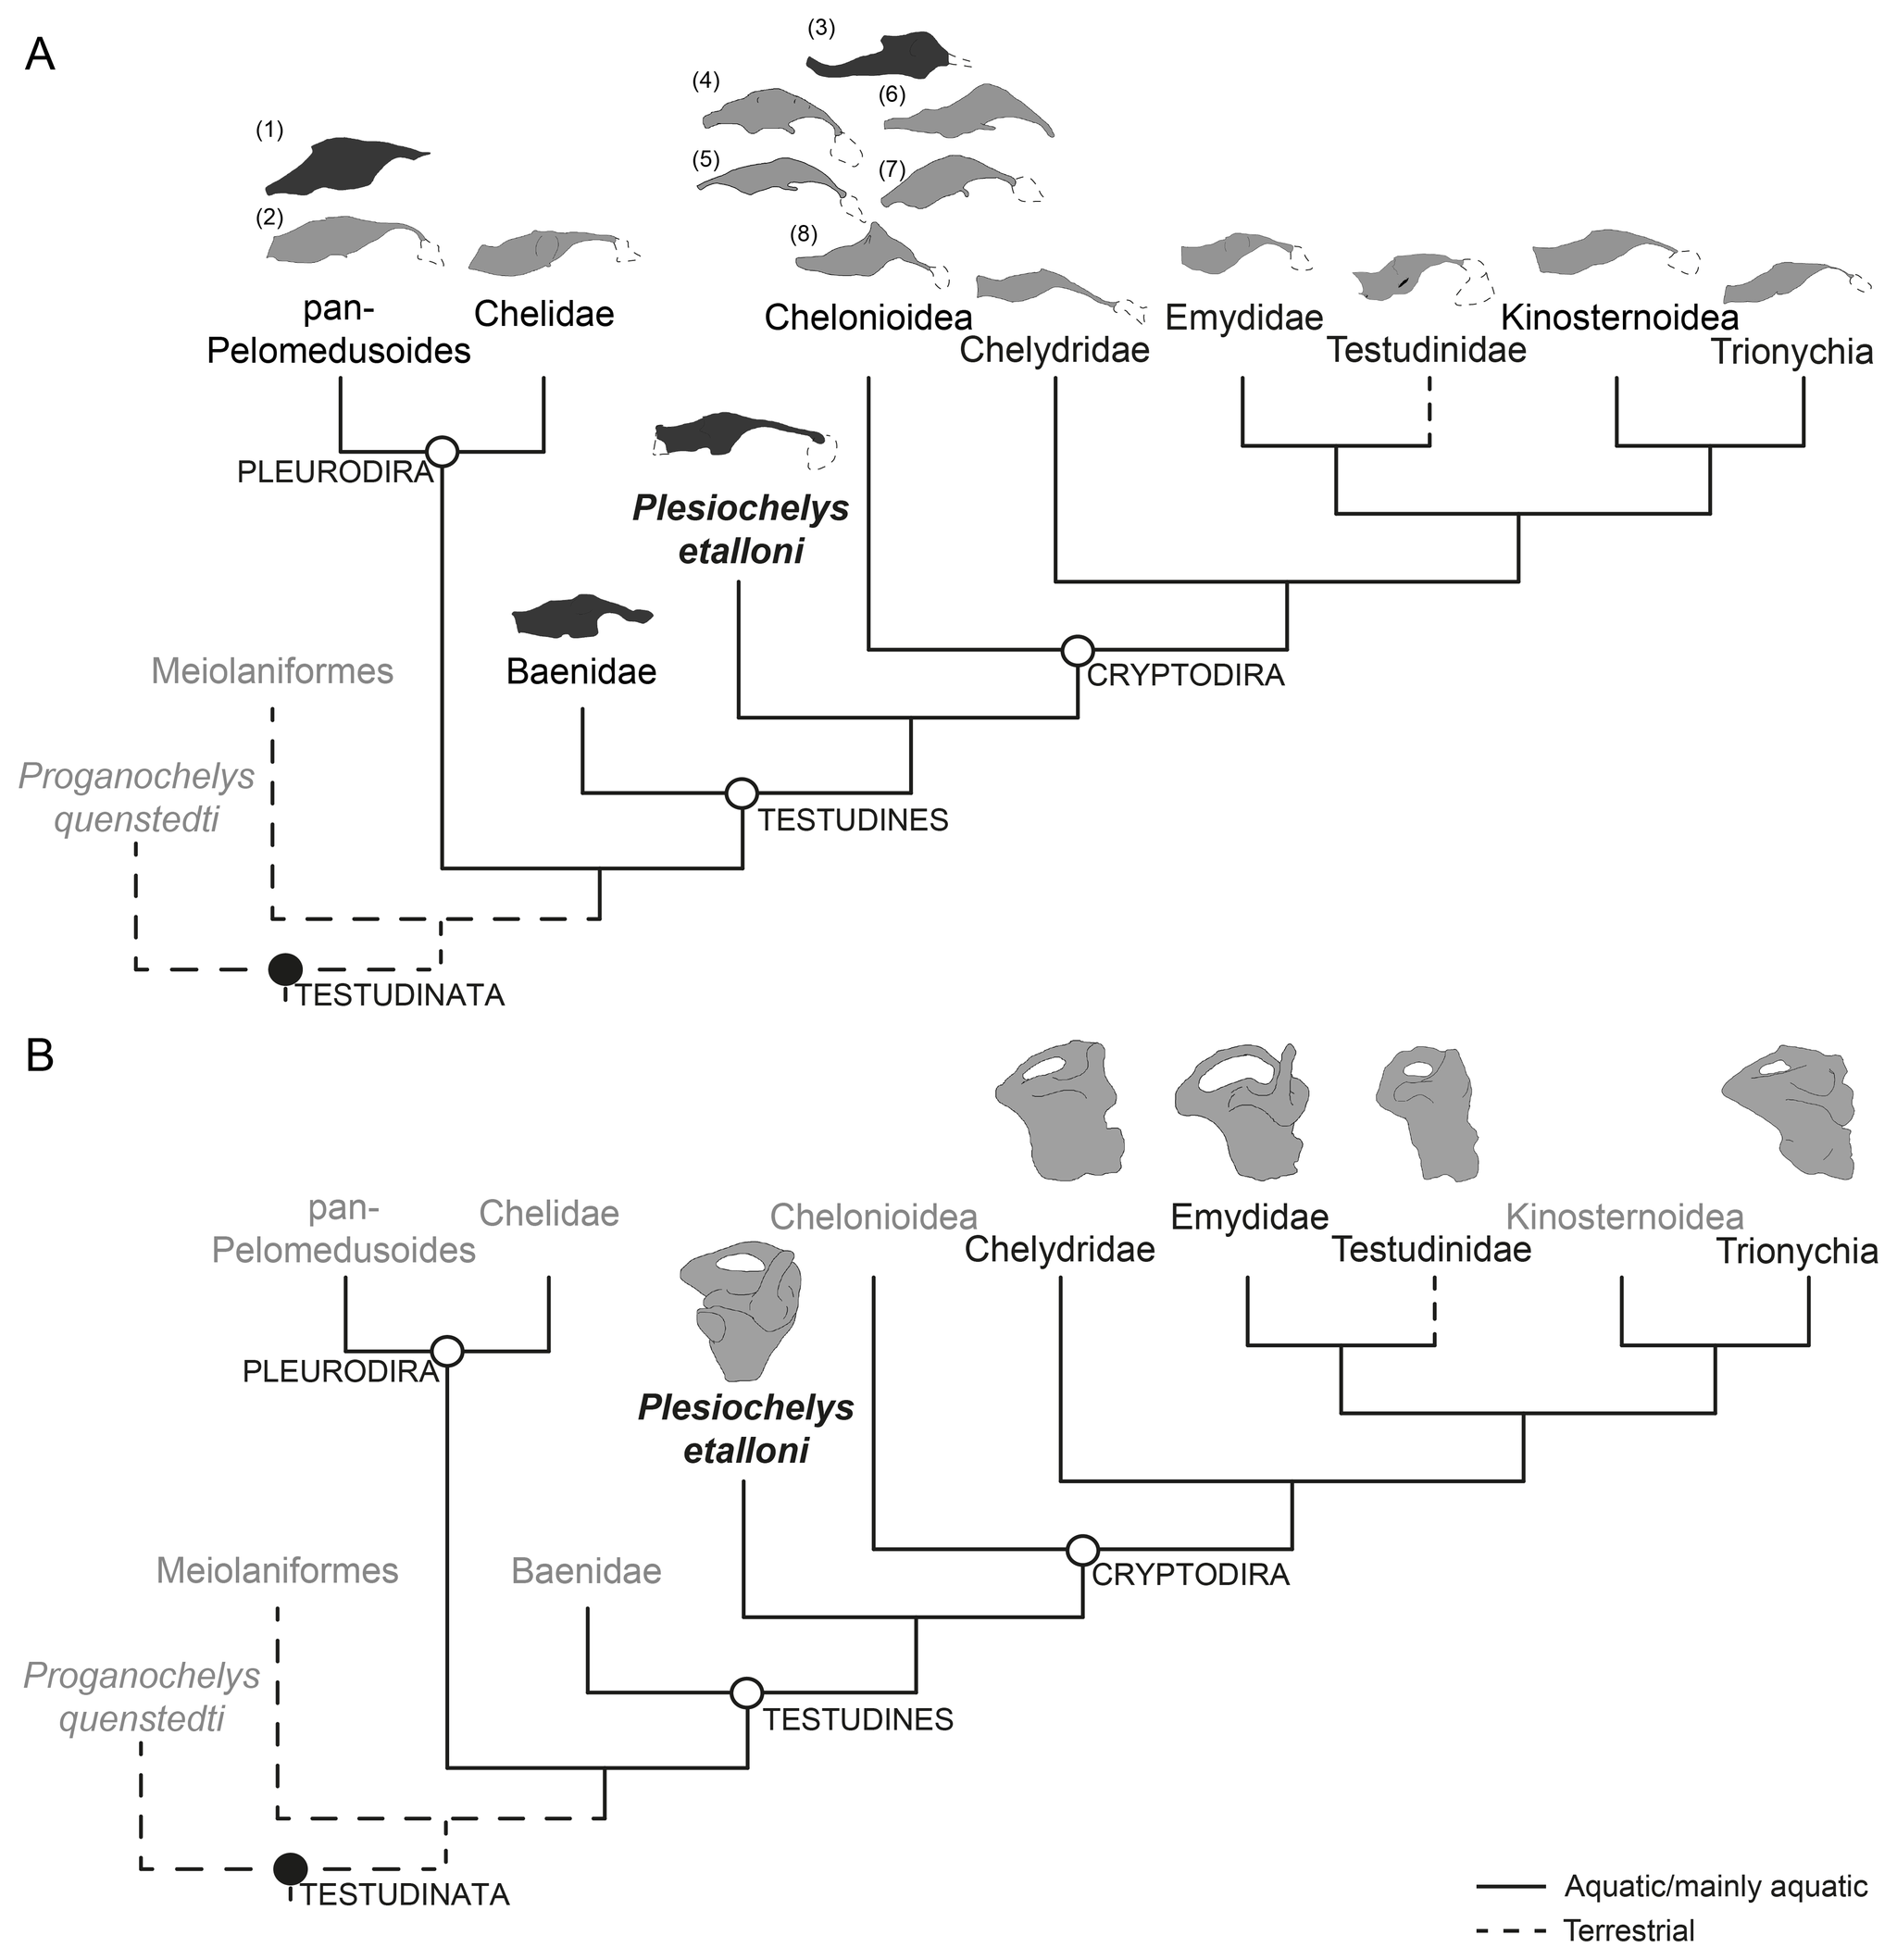 A
(3)
(4)
(6)
(1)
(5)
(7)
(2)
(8)
pan-
Pelomedusoides
Chelidae
Chelonioidea
Chelydridae
Emydidae
Testudinidae
Kinosternoidea
Trionychia
PLEURODIRA
Plesiochelys
etalloni
Meiolaniformes
Baenidae
CRYPTODIRA
Proganochelys
quenstedti
TESTUDINES
TESTUDINATA
B
pan-
Pelomedusoides
Chelidae
Chelonioidea
Chelydridae
Emydidae
Testudinidae
Kinosternoidea
Trionychia
PLEURODIRA
Plesiochelys
etalloni
Meiolaniformes
Baenidae
CRYPTODIRA
Proganochelys
quenstedti
TESTUDINES
TESTUDINATA
Aquatic/mainly aquatic
Terrestrial